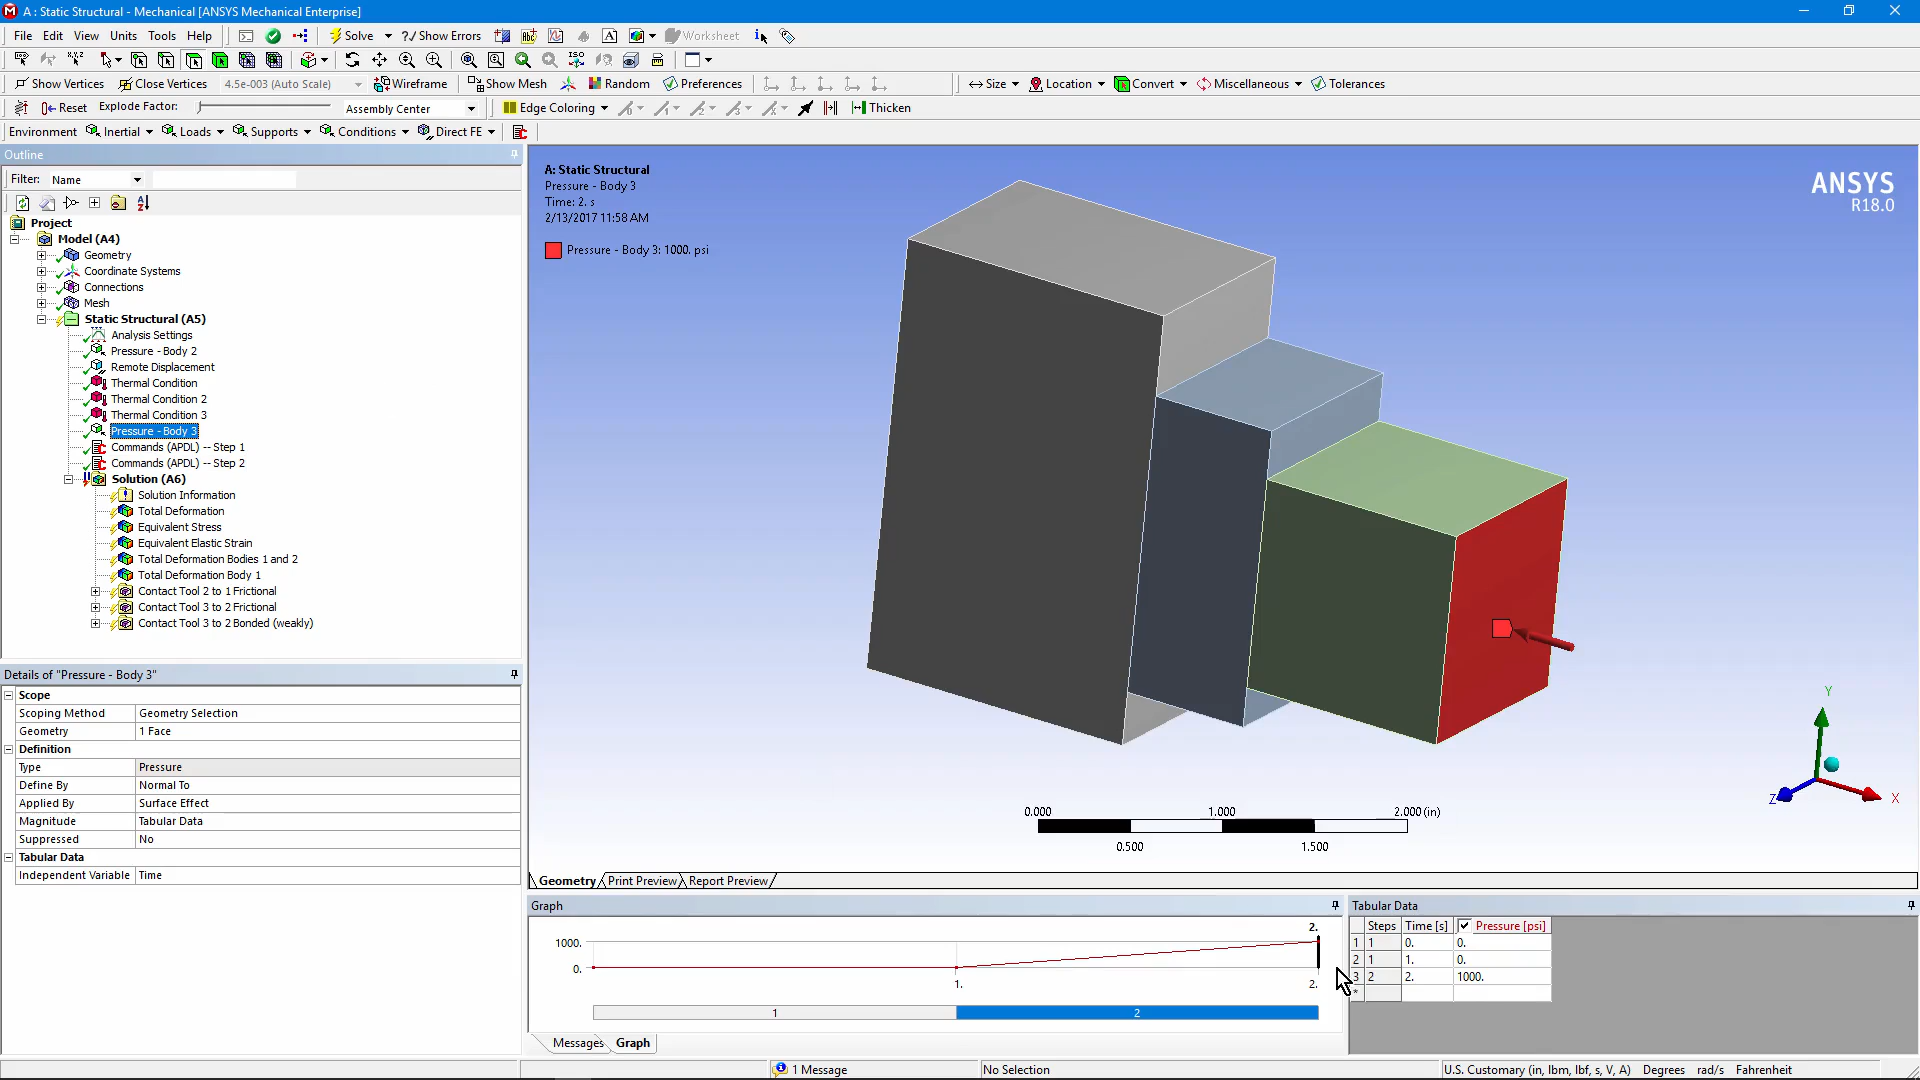 A : Static Structural - Mechanical [ANSYS Mechanical Enterprise]
File Edit View Units Tools Help Solve ?/ Show Errors Worksheet
Show Vertices Close Vertices 4.5e-003 (Auto Scale) Wireframe Show Mesh Random Preferences Size Location Convert Miscellaneous Tolerances
Reset Explode Factor: Assembly Center Edge Coloring Thicken
Environment Inertial Loads Supports Conditions Direct FE
Outline
Filter: Name
Project
Model (A4)
Geometry
Coordinate Systems
Connections
Mesh
Static Structural (A5)
Analysis Settings
Pressure - Body 2
Remote Displacement
Thermal Condition
Thermal Condition 2
Thermal Condition 3
Pressure - Body 3
Commands (APDL) -- Step 1
Commands (APDL) -- Step 2
Solution (A6)
Solution Information
Total Deformation
Equivalent Stress
Equivalent Elastic Strain
Total Deformation Bodies 1 and 2
Total Deformation Body 1
Contact Tool 2 to 1 Frictional
Contact Tool 3 to 2 Frictional
Contact Tool 3 to 2 Bonded (weakly)
Details of "Pressure - Body 3"
Scope
Scoping Method Geometry Selection
Geometry 1 Face
Definition
Type Pressure
Define By Normal To
Applied By Surface Effect
Magnitude Tabular Data
Suppressed No
Tabular Data
Independent Variable Time
A: Static Structural
Pressure - Body 3
Time: 2. s
2/13/2017 11:58 AM
Pressure - Body 3: 1000. psi
ANSYS
R18.0
Y
Z
X
0.000 1.000 2.000 (in)
0.500 1.500
Geometry Print Preview Report Preview
Graph
2.
1000.
0.
1. 2.
1 2
Messages Graph
Tabular Data
Steps Time [s] Pressure [psi]
1 1 0. 0.
2 1 1. 0.
3 2 2. 1000.
*
1 Message No Selection U.S. Customary (in, lbm, lbf, s, V, A) Degrees rad/s Fahrenheit